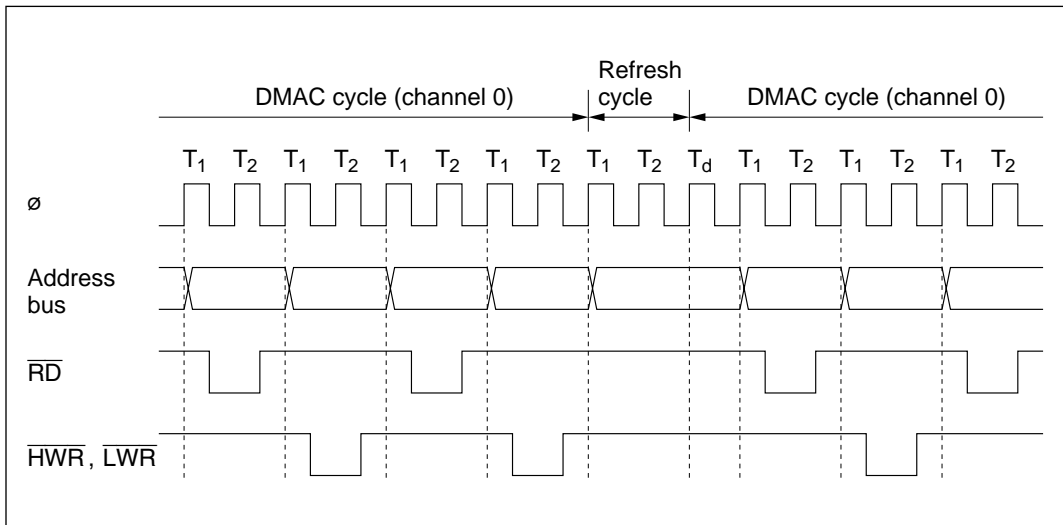 Refresh
DMAC cycle (channel 0) cycle DMAC cycle (channel 0)
T1 T2 T1 T2 T1 T2 T1 T2 T1 T2 Td T1 T2 T1 T2 T1 T2
ø
Address
bus
RD
HWR, LWR